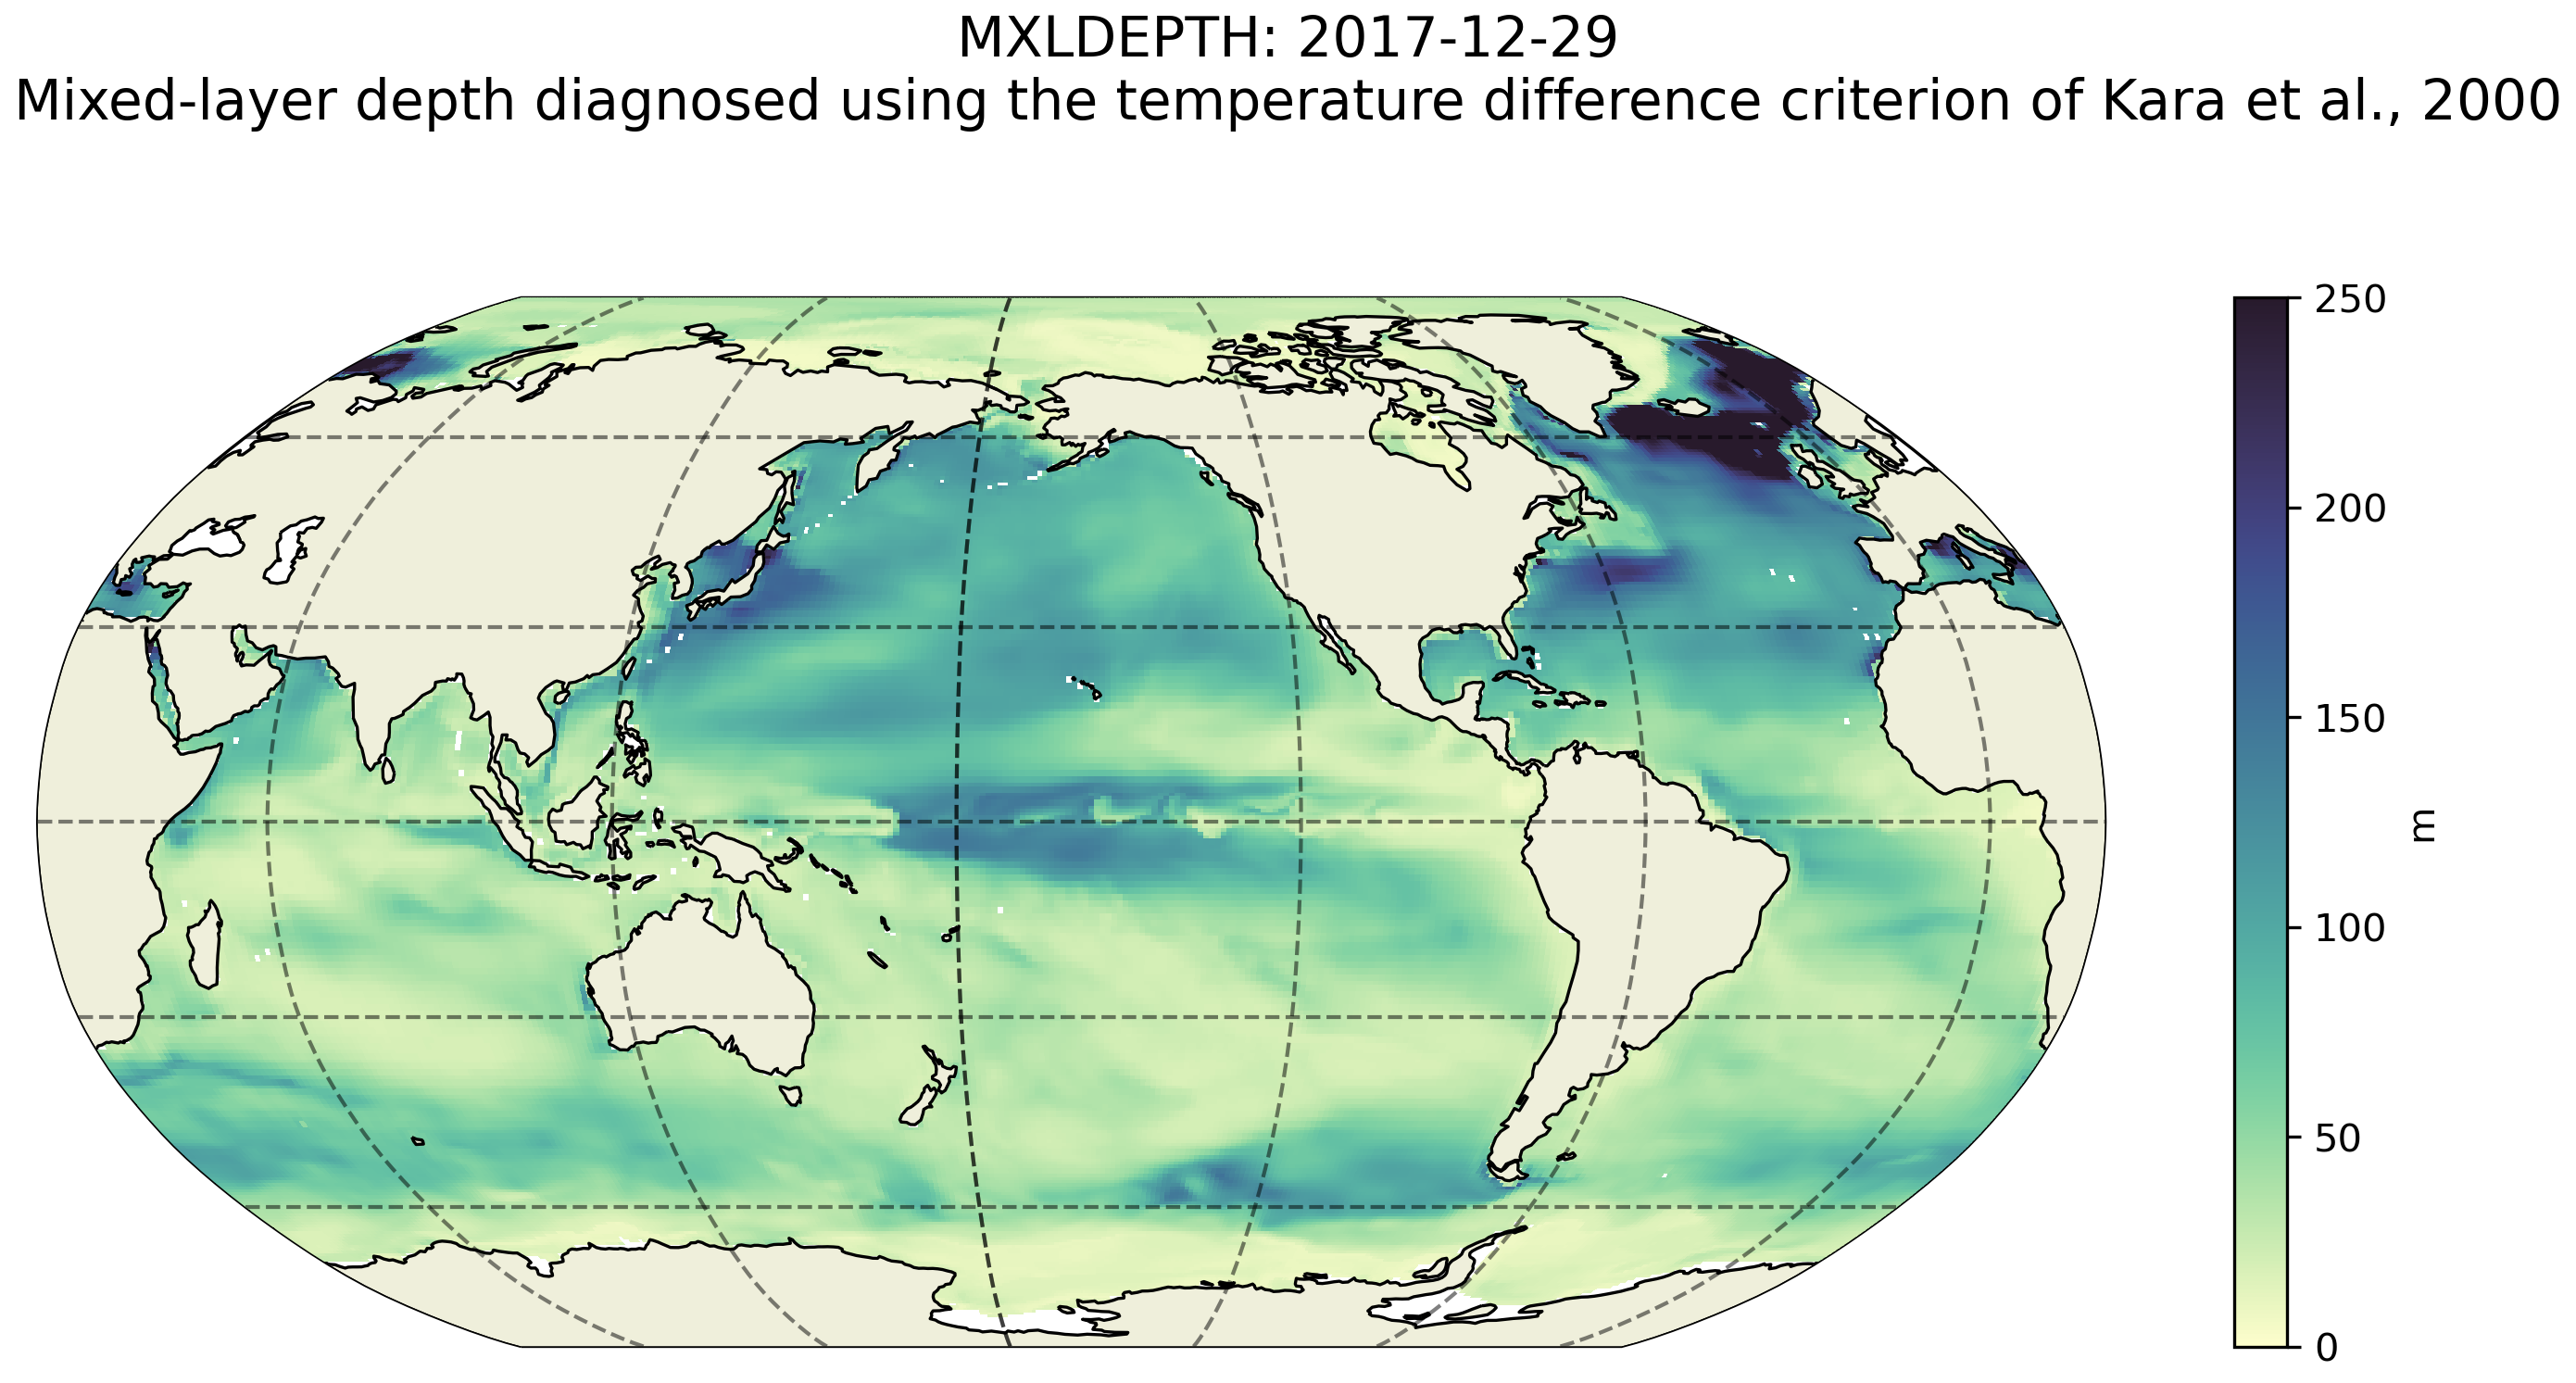 MXLDEPTH: 2017-12-29
Mixed-layer depth diagnosed using the temperature difference criterion of Kara et al., 2000
250
200
150
100
50
0
m